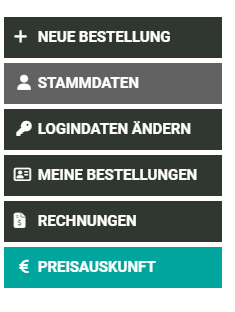 NEUE BESTELLUNG
STAMMDATEN
LOGINDATEN ÄNDERN
MEINE BESTELLUNGEN
RECHNUNGEN
€ PREISAUSKUNFT